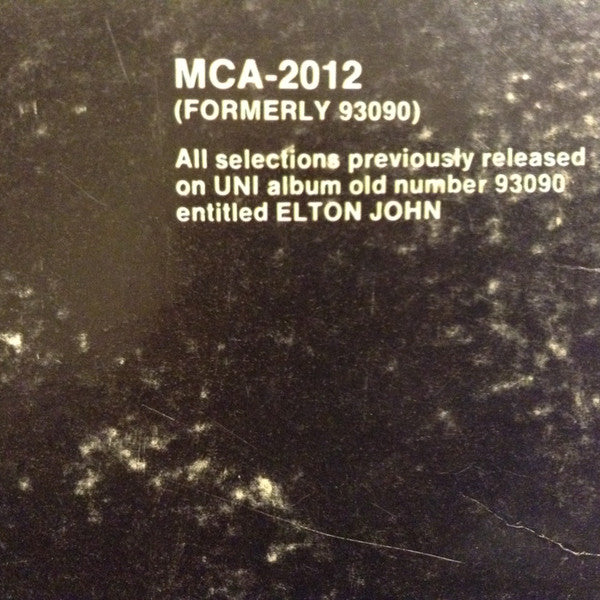 MCA-2012
(FORMERLY 93090)
All selections previously released
on UNI album old number 93090
entitled ELTON JOHN